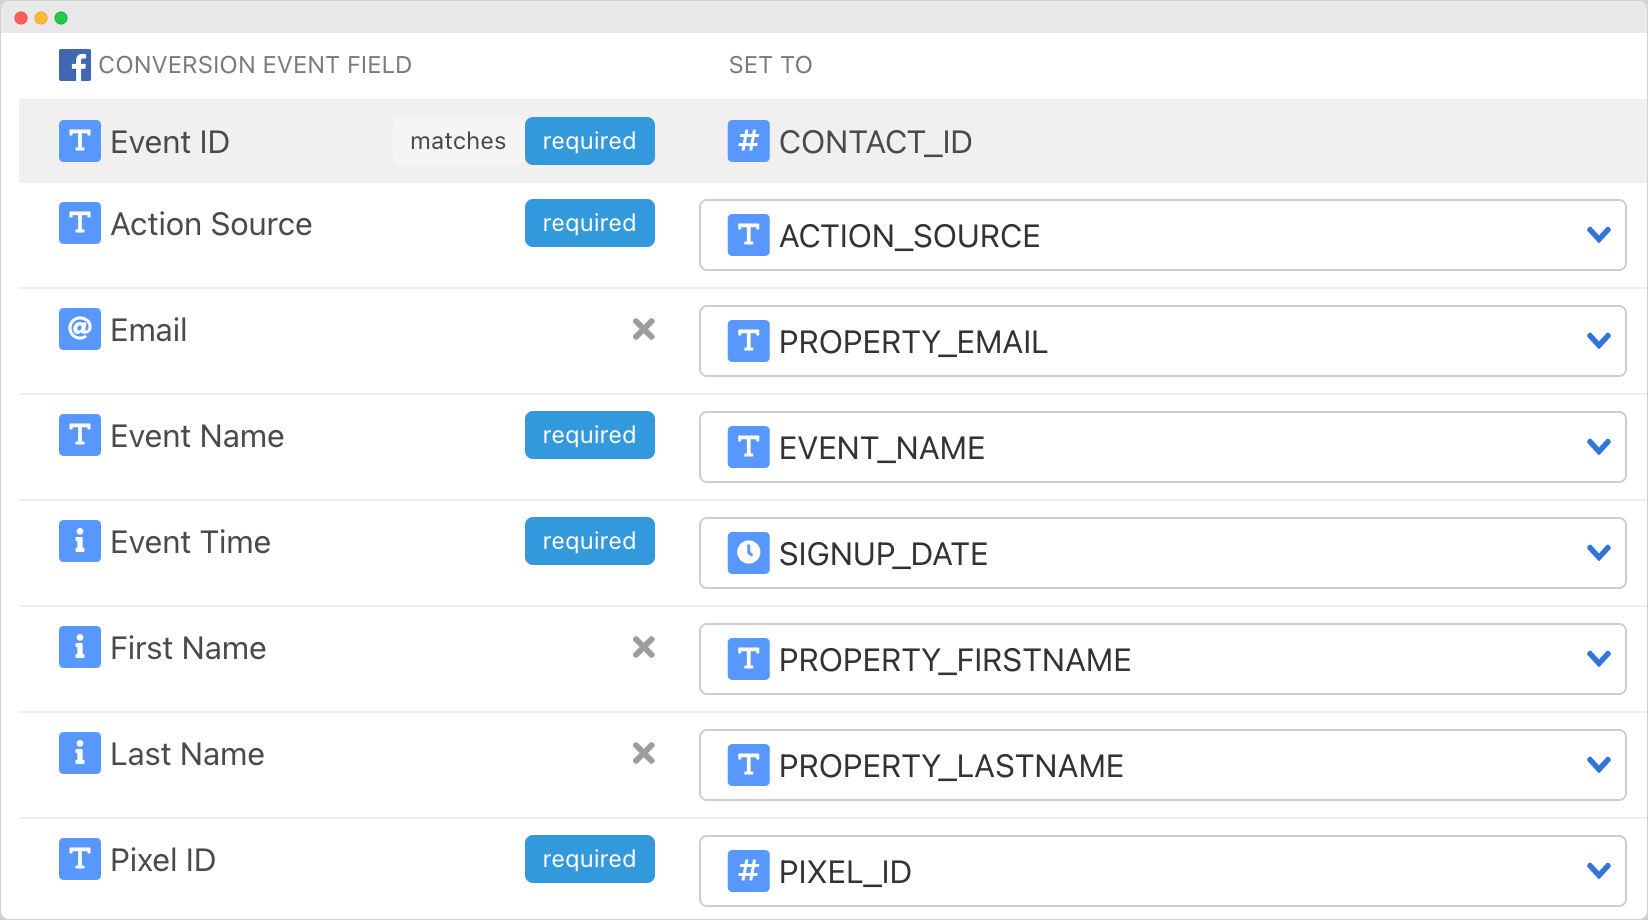 CONVERSION EVENT FIELD SET TO
Event ID matches required CONTACT_ID
Action Source required ACTION_SOURCE
Email PROPERTY_EMAIL
Event Name required EVENT_NAME
Event Time required SIGNUP_DATE
First Name PROPERTY_FIRSTNAME
Last Name PROPERTY_LASTNAME
Pixel ID required PIXEL_ID